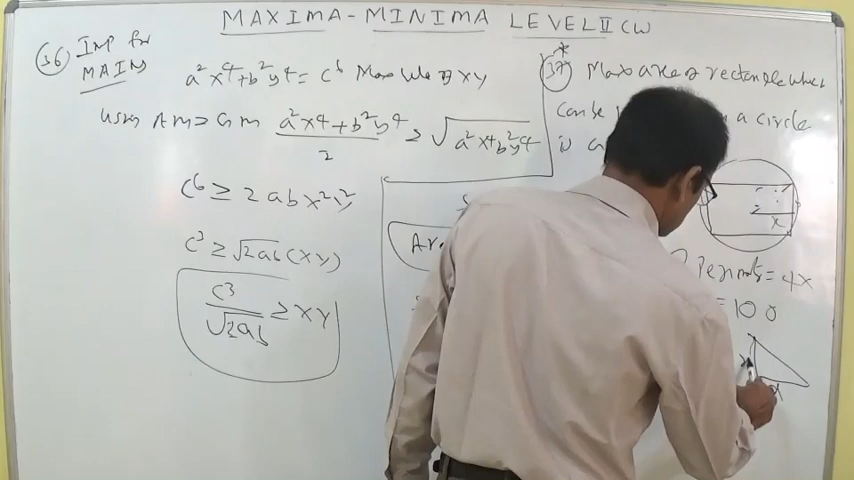 MAXIMA-MINIMA LEVEL II CW
36 IMP for MAINS
a²x⁴+b²y⁴= c⁶ Max Value of xy
using Am ≥ Gm a²x⁴+b²y⁴/2 ≥ √a²x⁴b²y⁴
c⁶ ≥ 2abx²y²
c³ ≥ √2ab (xy)
c³/√2ab ≥ xy
*37 Max area of rectangle which
can be
a circle
Are
x
= 4x
= 100
x